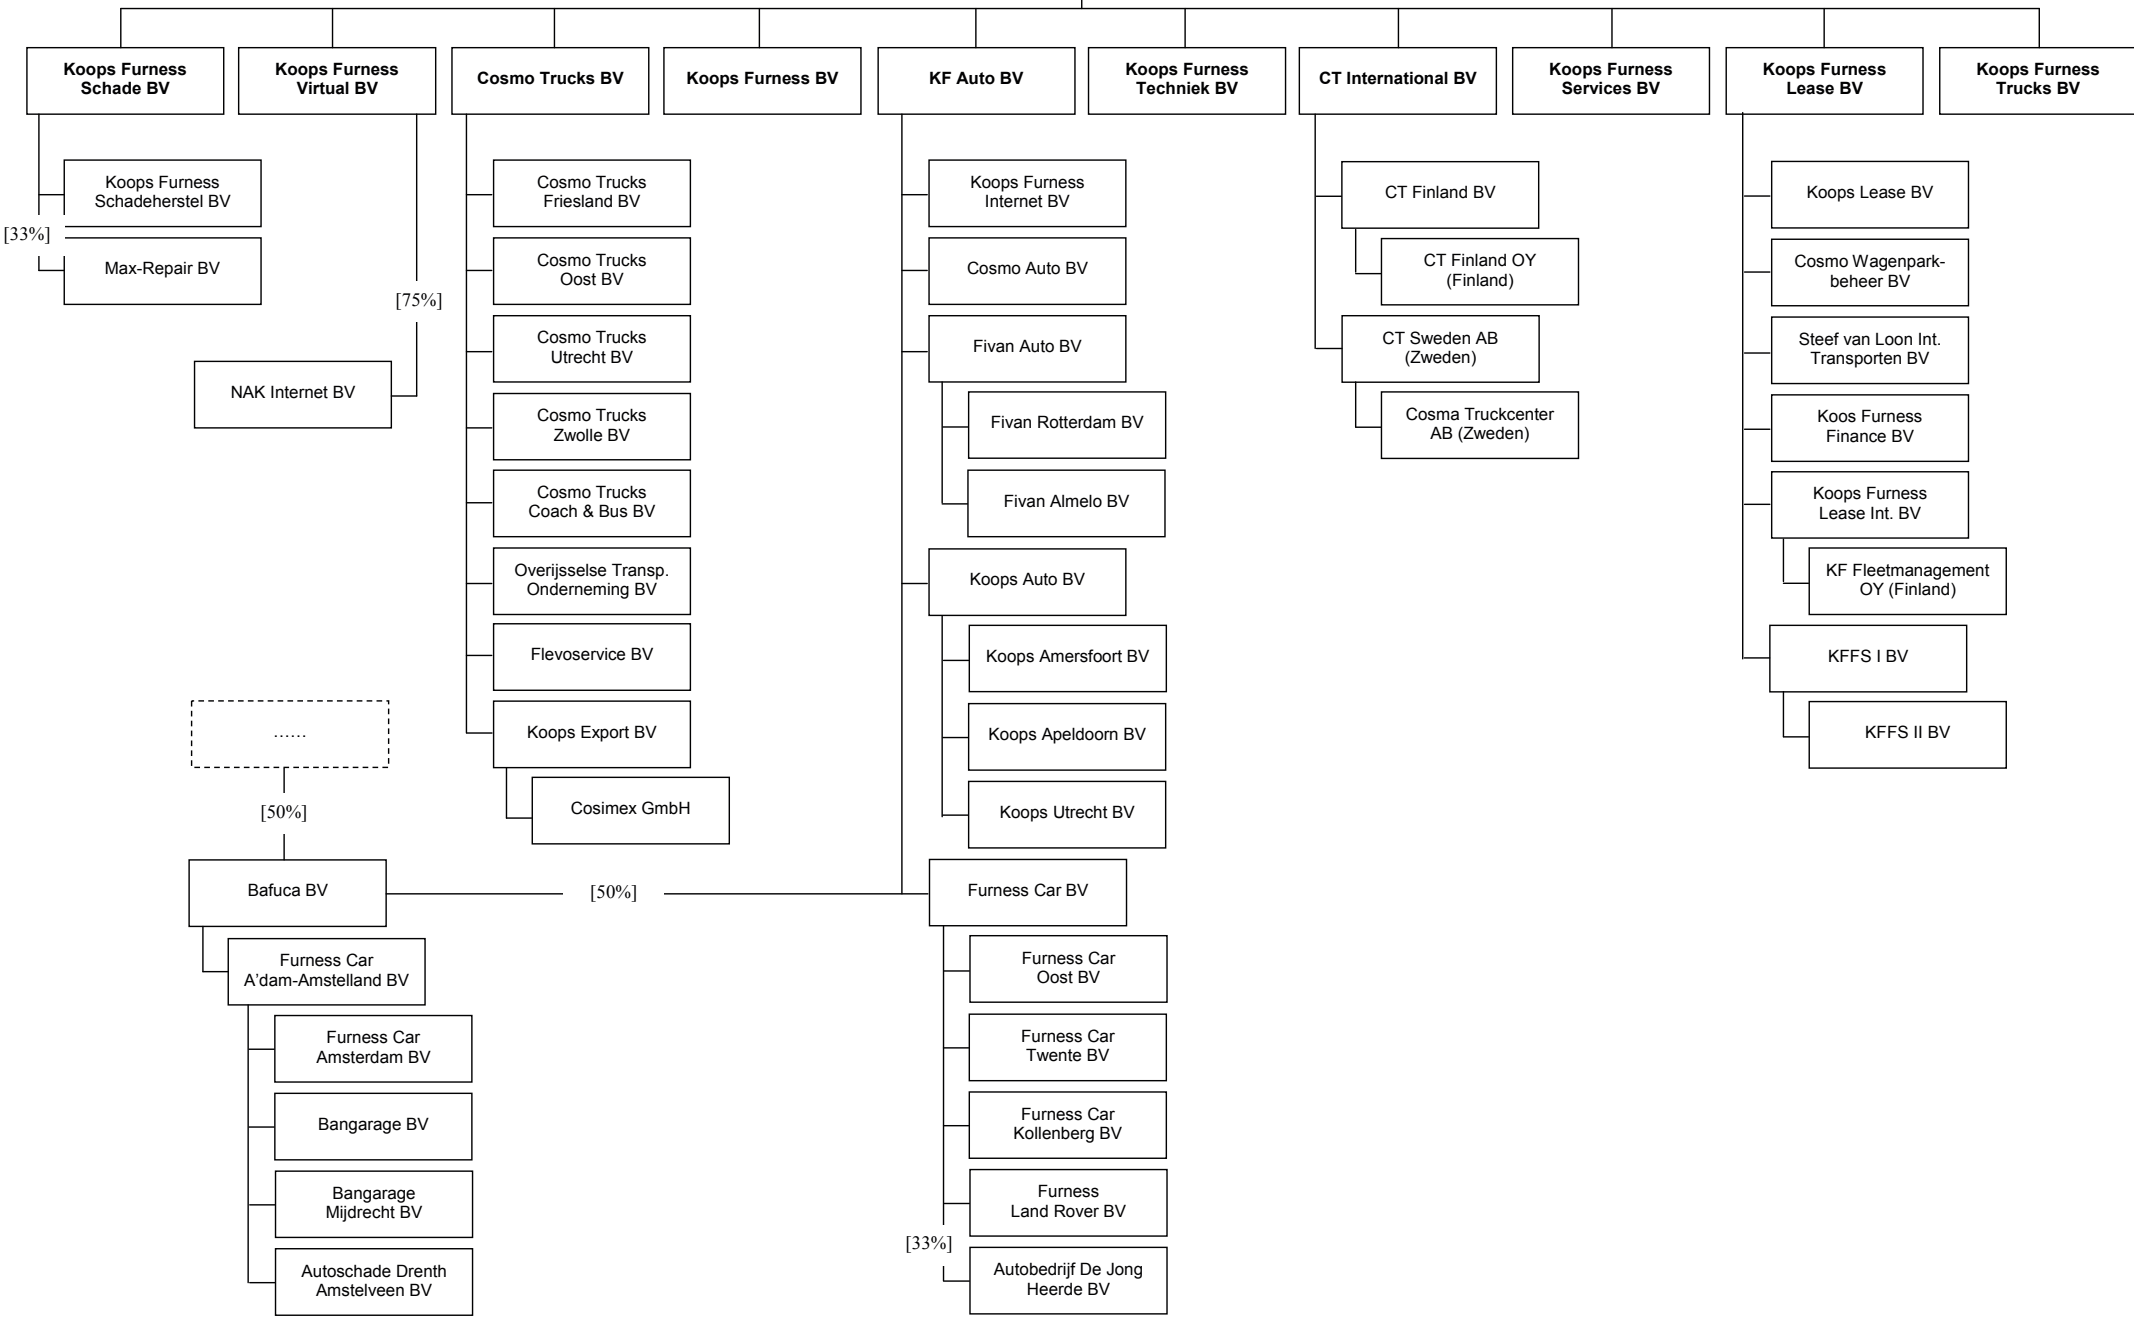 Koops Furness
Schade BV
Koops Furness
Virtual BV
Cosmo Trucks BV
Koops Furness BV
KF Auto BV
Koops Furness
Techniek BV
CT International BV
Koops Furness
Services BV
Koops Furness
Lease BV
Koops Furness
Trucks BV
Koops Furness
Schadeherstel BV
[33%]
Max-Repair BV
[75%]
NAK Internet BV
Cosmo Trucks
Friesland BV
Cosmo Trucks
Oost BV
Cosmo Trucks
Utrecht BV
Cosmo Trucks
Zwolle BV
Cosmo Trucks
Coach & Bus BV
Overijsselse Transp.
Onderneming BV
Flevoservice BV
Koops Export BV
Cosimex GmbH
Koops Furness
Internet BV
Cosmo Auto BV
Fivan Auto BV
Fivan Rotterdam BV
Fivan Almelo BV
Koops Auto BV
Koops Amersfoort BV
Koops Apeldoorn BV
Koops Utrecht BV
Furness Car BV
Furness Car
Oost BV
Furness Car
Twente BV
Furness Car
Kollenberg BV
Furness
Land Rover BV
[33%]
Autobedrijf De Jong
Heerde BV
CT Finland BV
CT Finland OY
(Finland)
CT Sweden AB
(Zweden)
Cosma Truckcenter
AB (Zweden)
Koops Lease BV
Cosmo Wagenpark-
beheer BV
Steef van Loon Int.
Transporten BV
Koos Furness
Finance BV
Koops Furness
Lease Int. BV
KF Fleetmanagement
OY (Finland)
KFFS I BV
KFFS II BV
......
[50%]
Bafuca BV
[50%]
Furness Car
A'dam-Amstelland BV
Furness Car
Amsterdam BV
Bangarage BV
Bangarage
Mijdrecht BV
Autoschade Drenth
Amstelveen BV